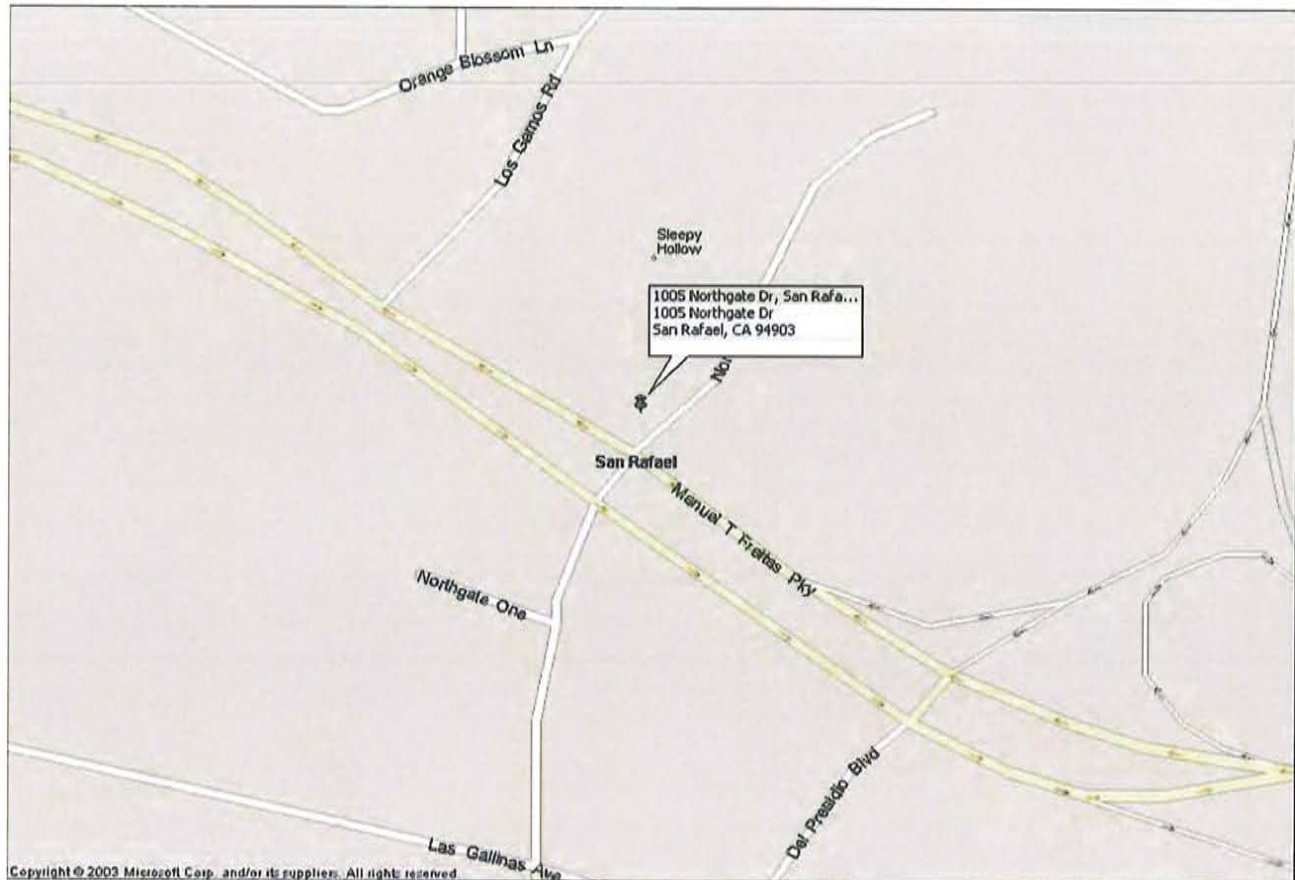 Orange Blossom Ln
Los Gamos Rd
Sleepy
Hollow
1005 Northgate Dr, San Rafa...
1005 Northgate Dr
San Rafael, CA 94903
Nor
San Rafael
Manuel T Freitas Pky
Northgate One
Del Presidio Blvd
Las Gallinas Ave
Copyright © 2003 Microsoft Corp. and/or its suppliers. All rights reserved